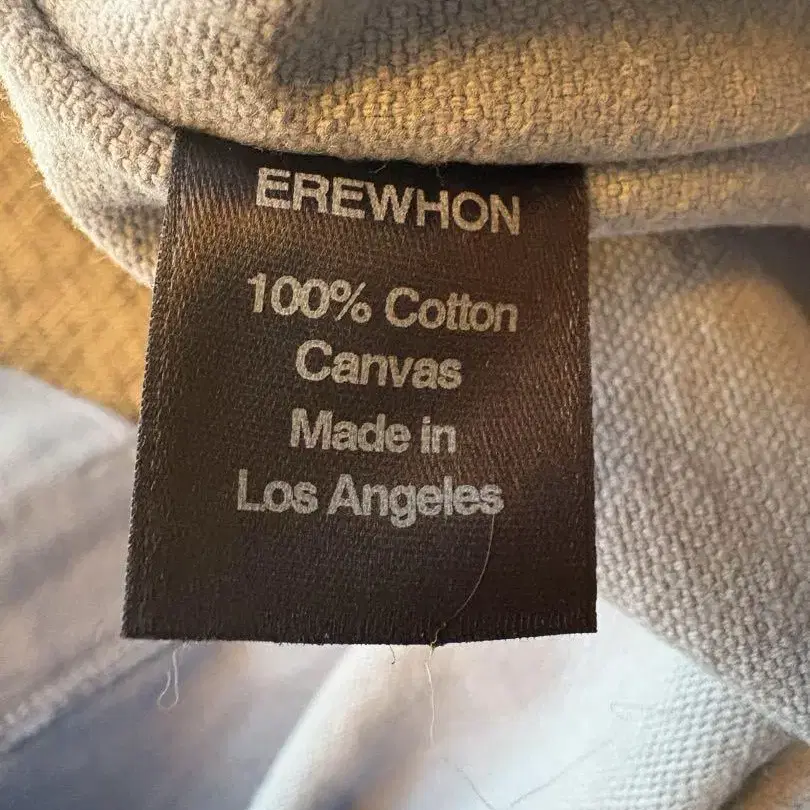 EREWHON
100% Cotton
Canvas
Made in
Los Angeles